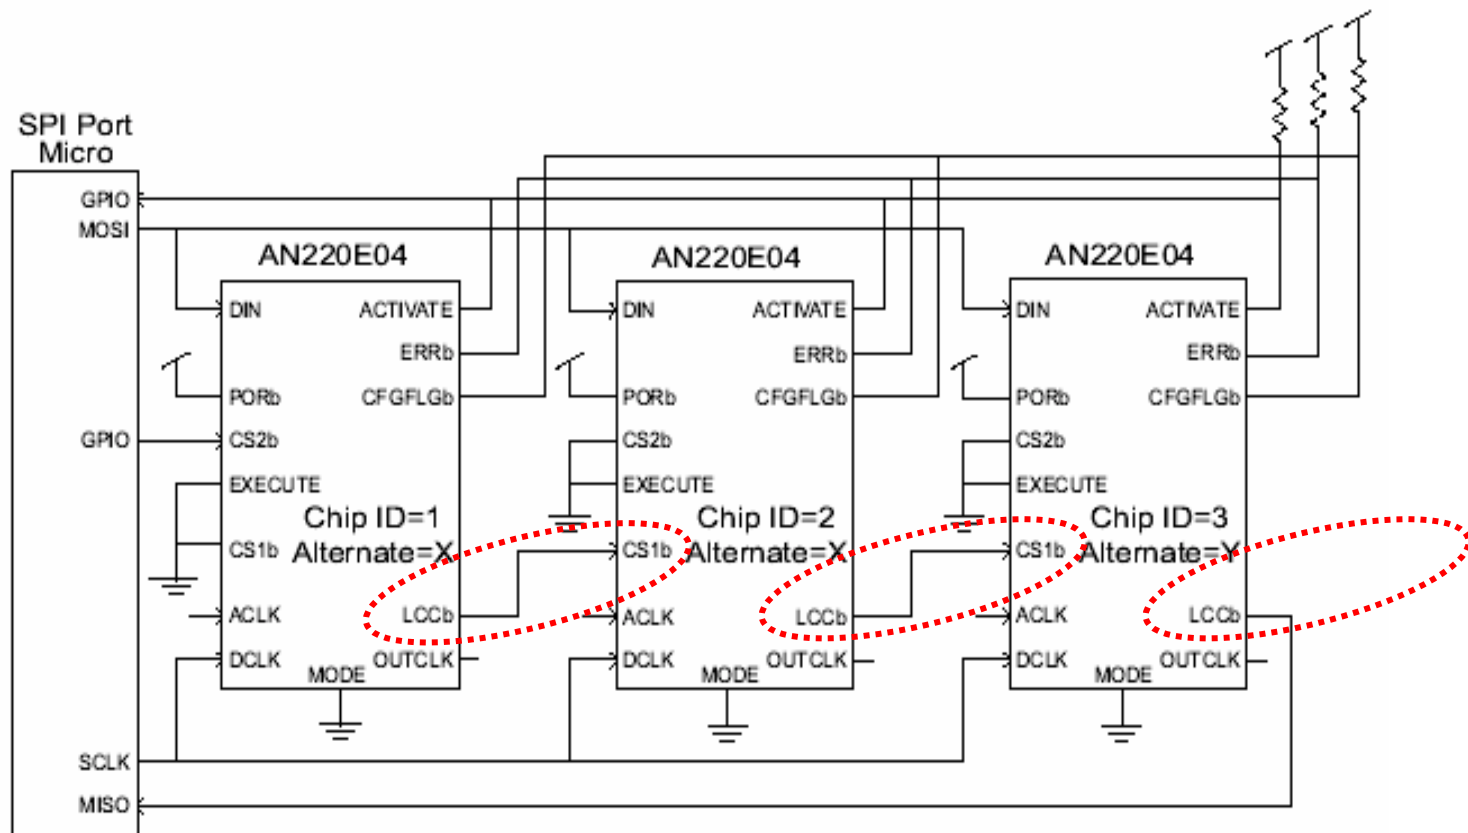 SPI Port
Micro
GPIO
MOSI
GPIO
SCLK
MISO
AN220E04
DIN
ACTIVATE
ERRb
PORb
CFGFLGb
CS2b
EXECUTE
Chip ID=1
CS1b
Alternate=X
ACLK
LCCb
DCLK
OUTCLK
MODE
AN220E04
DIN
ACTIVATE
ERRb
PORb
CFGFLGb
CS2b
EXECUTE
Chip ID=2
CS1b
Alternate=X
ACLK
LCCb
DCLK
OUTCLK
MODE
AN220E04
DIN
ACTIVATE
ERRb
PORb
CFGFLGb
CS2b
EXECUTE
Chip ID=3
CS1b
Alternate=Y
ACLK
LCCb
DCLK
OUTCLK
MODE